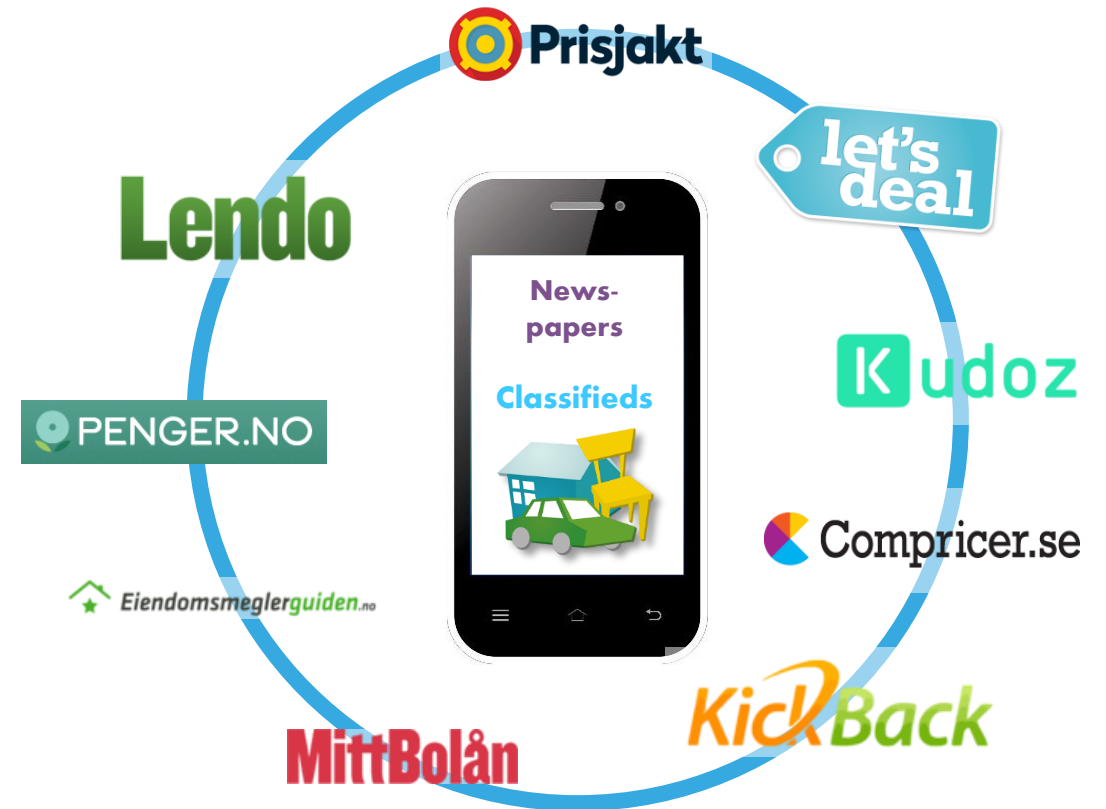 Prisjakt
let's
deal
Lendo
News-
papers
Classifieds
Kudoz
PENGER.NO
Compricer.se
Eiendomsmeglerguiden.no
KickBack
MittBolån